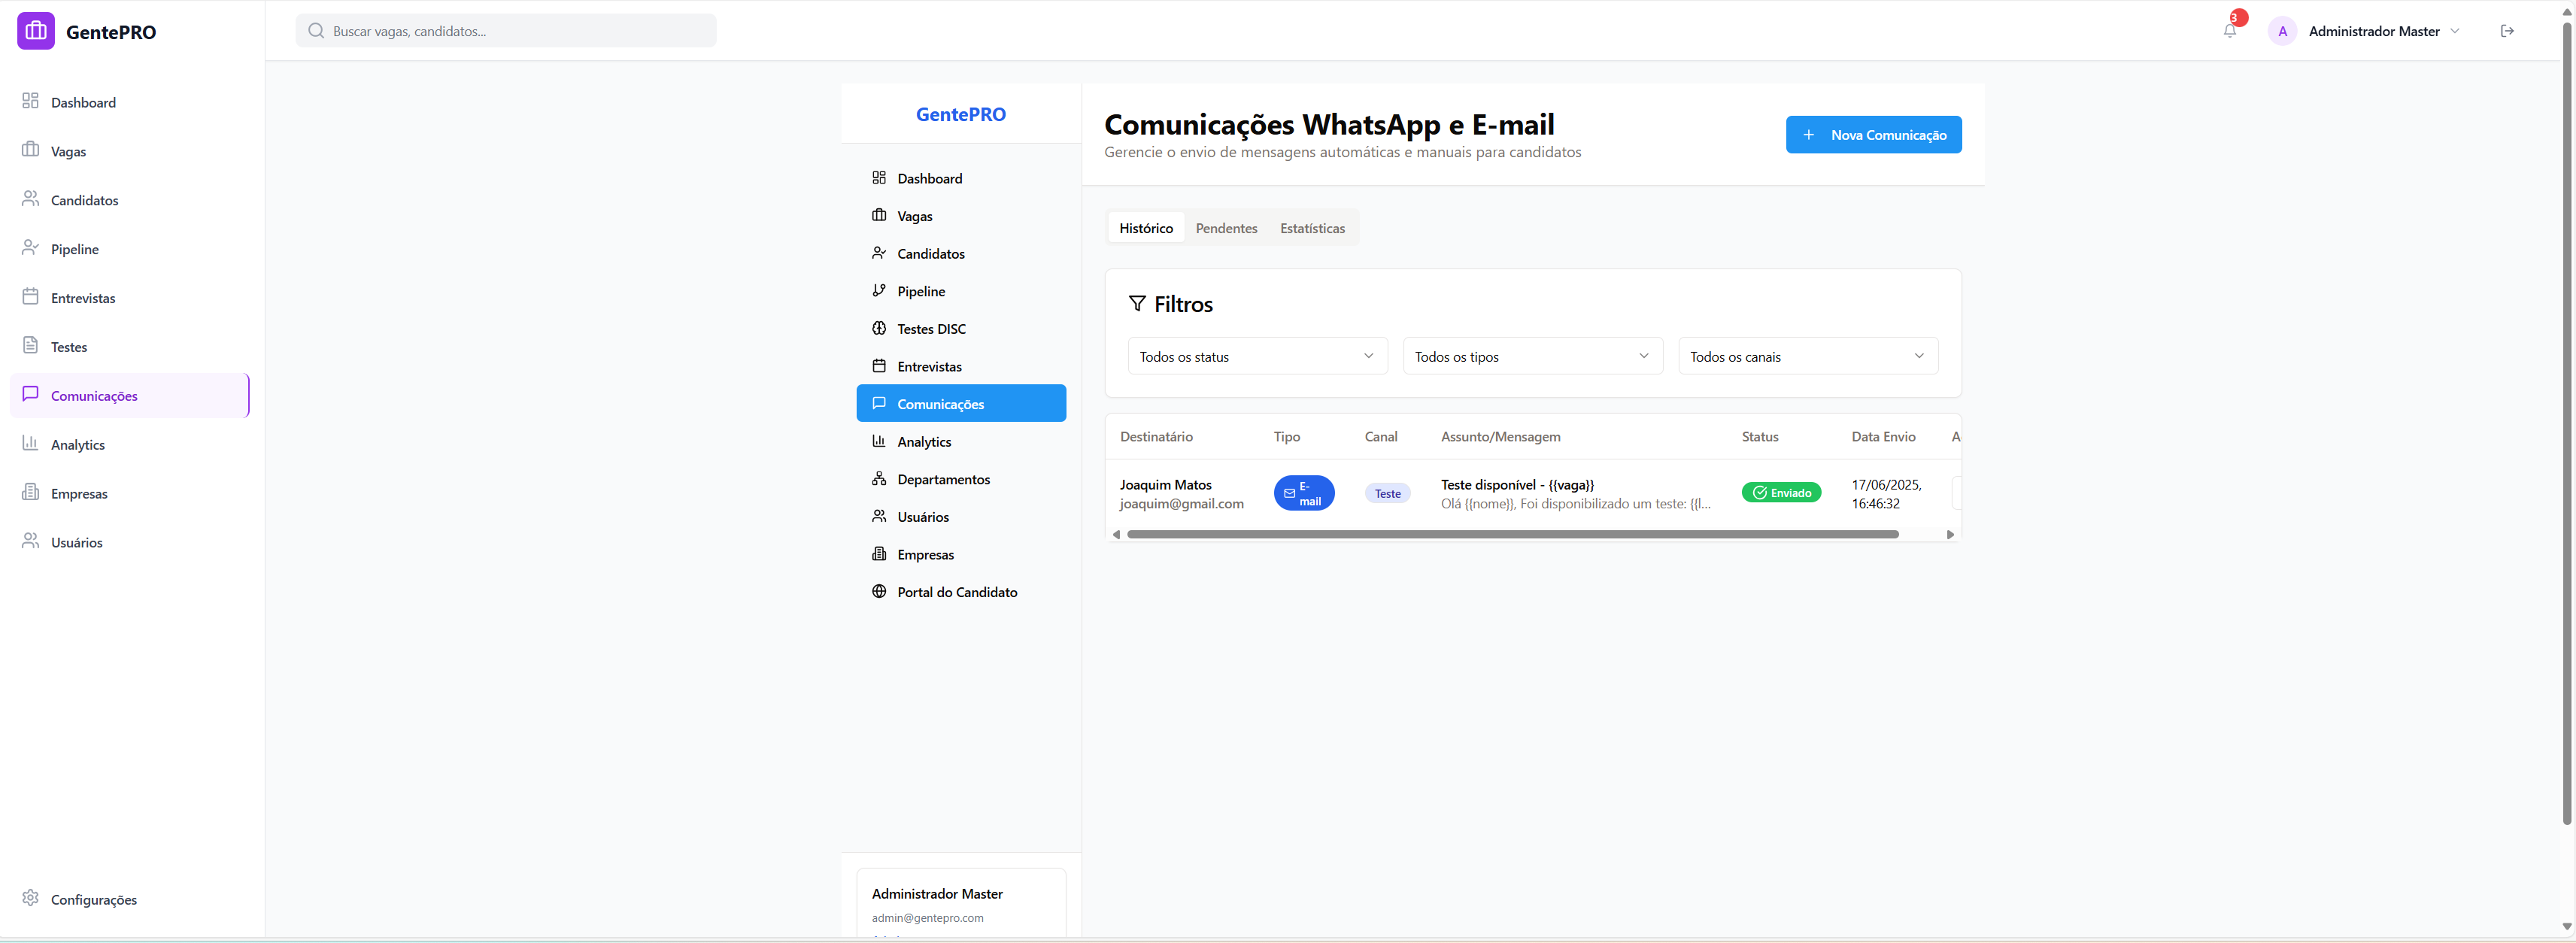 GentePRO
Buscar vagas, candidatos...
3
A
Administrador Master
Dashboard
Vagas
Candidatos
Pipeline
Entrevistas
Testes
Comunicações
Analytics
Empresas
Usuários
Configurações
GentePRO
Dashboard
Vagas
Candidatos
Pipeline
Testes DISC
Entrevistas
Comunicações
Analytics
Departamentos
Usuários
Empresas
Portal do Candidato
Administrador Master
admin@gentepro.com
Comunicações WhatsApp e E-mail
Gerencie o envio de mensagens automáticas e manuais para candidatos
Nova Comunicação
Histórico Pendentes Estatísticas
Filtros
Todos os status Todos os tipos Todos os canais
Destinatário Tipo Canal Assunto/Mensagem Status Data Envio A
Joaquim Matos
joaquim@gmail.com
E-
mail
Teste
Teste disponível - {{vaga}}
Olá {{nome}}, Foi disponibilizado um teste: {{l...
Enviado
17/06/2025,
16:46:32